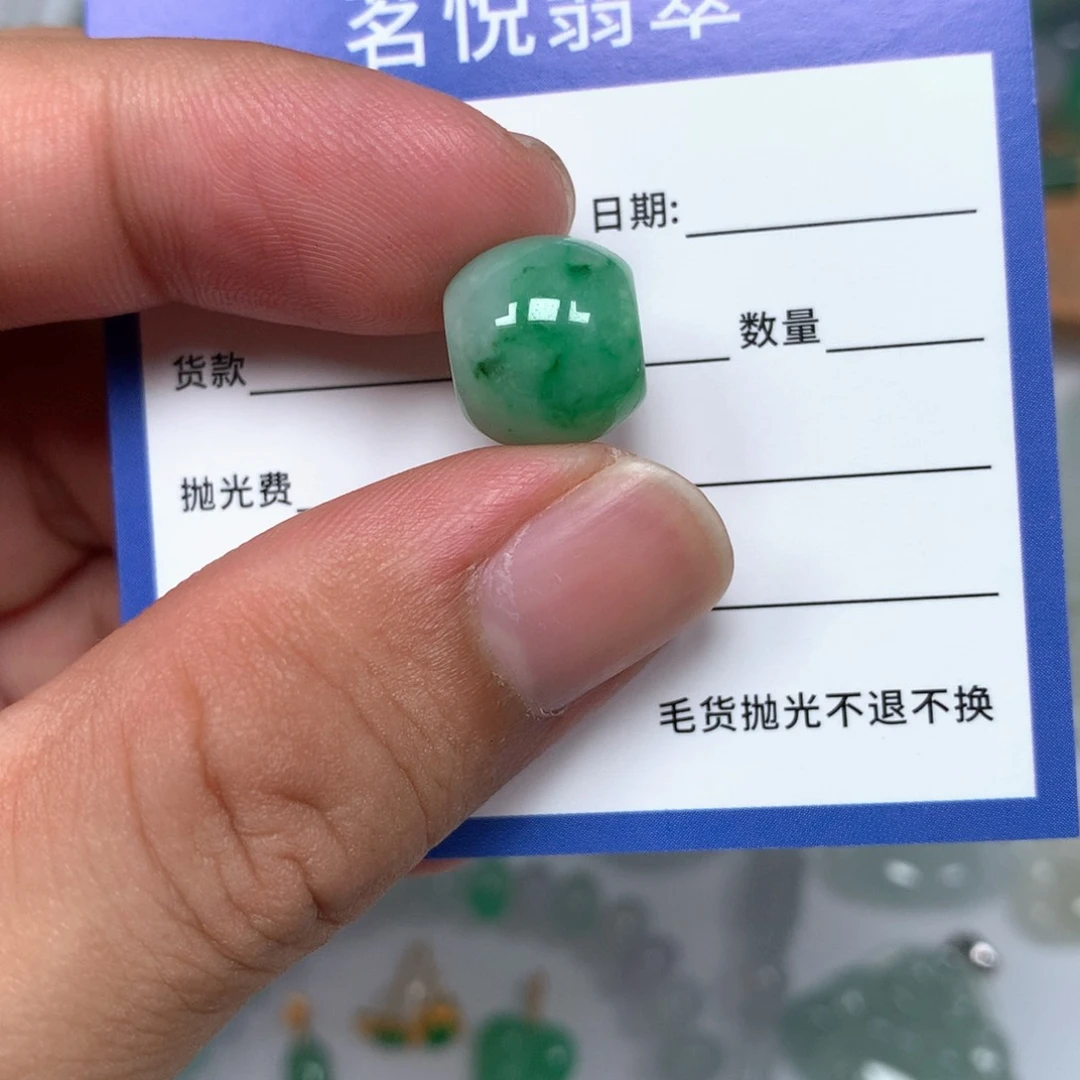 茗悦翡翠
日期:
货款 数量
抛光费
毛货抛光不退不换